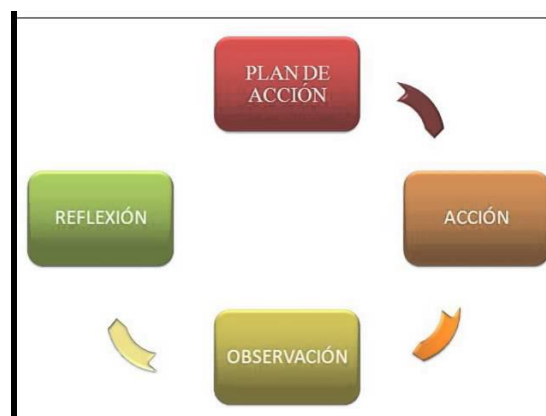 PLAN DE
ACCIÓN
REFLEXIÓN
ACCIÓN
OBSERVACIÓN